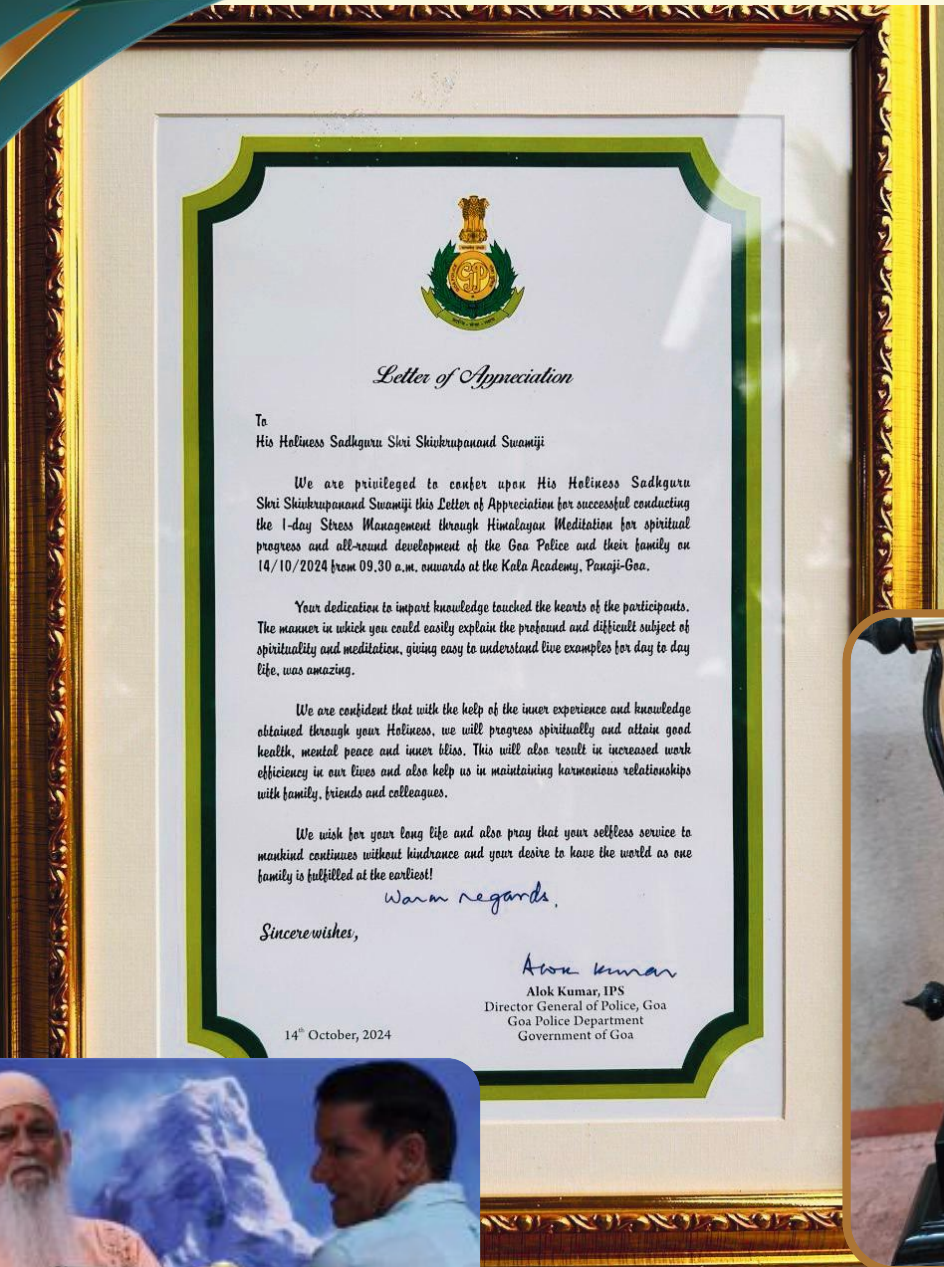 Letter of Appreciation
To
His Holiness Sadhguru Shri Shivkrupanand Swamiji
We are privileged to confer upon His Holiness Sadhguru
Shri Shivkrupanand Swamiji this Letter of Appreciation for successful conducting
the 1-day Stress Management through Himalayan Meditation for spiritual
progress and all-round development of the Goa Police and their family on
14/10/2024 from 09.30 a.m. onwards at the Kala Academy, Panaji-Goa.
Your dedication to impart knowledge touched the hearts of the participants.
The manner in which you could easily explain the profound and difficult subject of
spirituality and meditation, giving easy to understand live examples for day to day
life, was amazing.
We are confident that with the help of the inner experience and knowledge
obtained through your Holiness, we will progress spiritually and attain good
health, mental peace and inner bliss. This will also result in increased work
efficiency in our lives and also help us in maintaining harmonious relationships
with family, friends and colleagues.
We wish for your long life and also pray that your selfless service to
mankind continues without hindrance and your desire to have the world as one
family is fulfilled at the earliest!
Warm regards,
Sincere wishes,
Alok Kumar
Alok Kumar, IPS
Director General of Police, Goa
Goa Police Department
14th October, 2024 Government of Goa